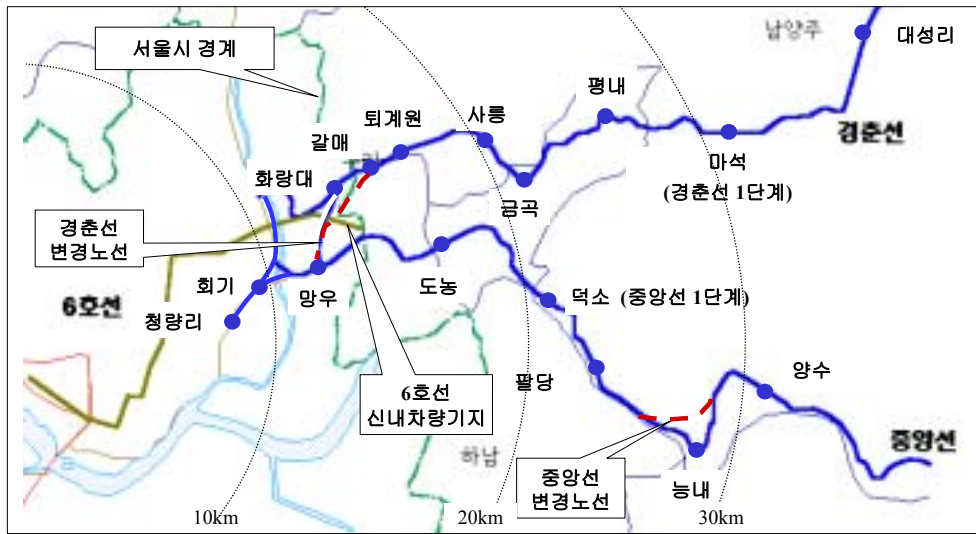 남양주
대성리
서울시 경계
평내
사릉
퇴계원
갈매
경춘선
마석
(경춘선 1단계)
화랑대
금곡
경춘선
변경노선
회기
망우
도농
덕소 (중앙선 1단계)
6호선
청량리
팔당
양수
6호선
신내차량기지
중앙선
하남
중앙선
변경노선
능내
10km
20km
30km